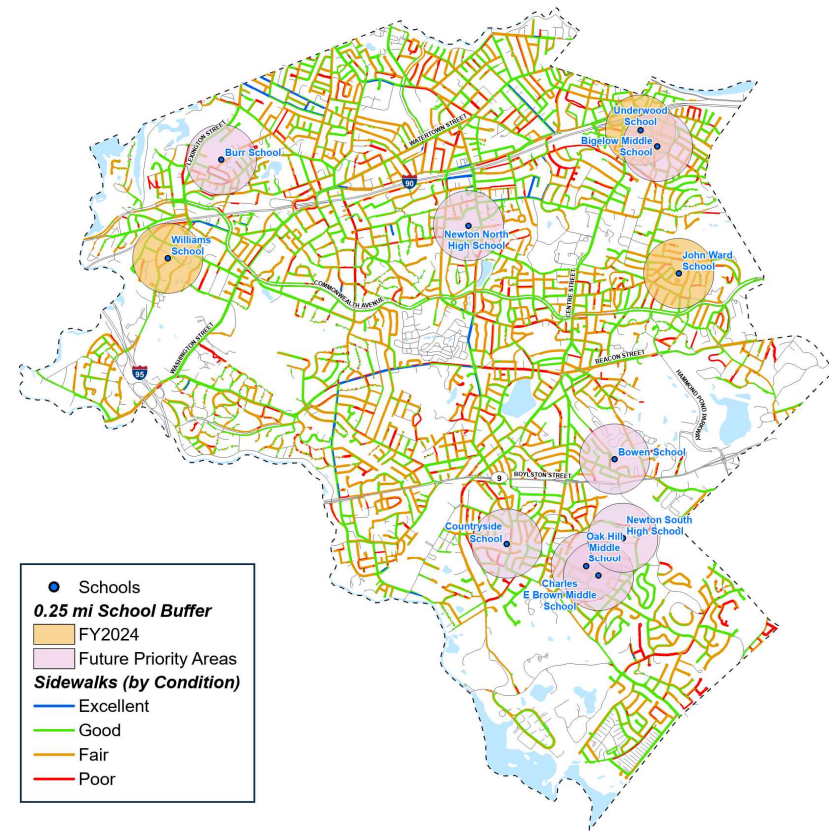 Underwood
School
Bigelow Middle
School
LEXINGTON STREET
Burr School
WATERTOWN STREET
90
Newton North
High School
Williams
School
John Ward
School
COMMONWEALTH AVENUE
CENTRE STREET
WASHINGTON STREET
95
BEACON STREET
HAMMOND POND PARKWAY
Bowen School
9
BOYLSTON STREET
Countryside
School
Newton South
High School
Oak Hill
Middle
School
Charles
E Brown Middle
School
Schools
0.25 mi School Buffer
FY2024
Future Priority Areas
Sidewalks (by Condition)
Excellent
Good
Fair
Poor